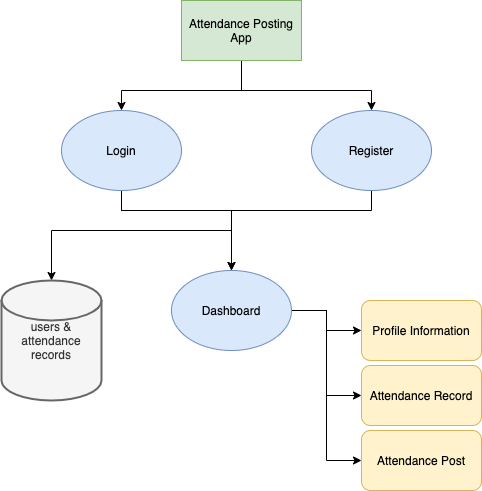 Attendance Posting
App
Login
Register
users &
attendance
records
Dashboard
Profile Information
Attendance Record
Attendance Post